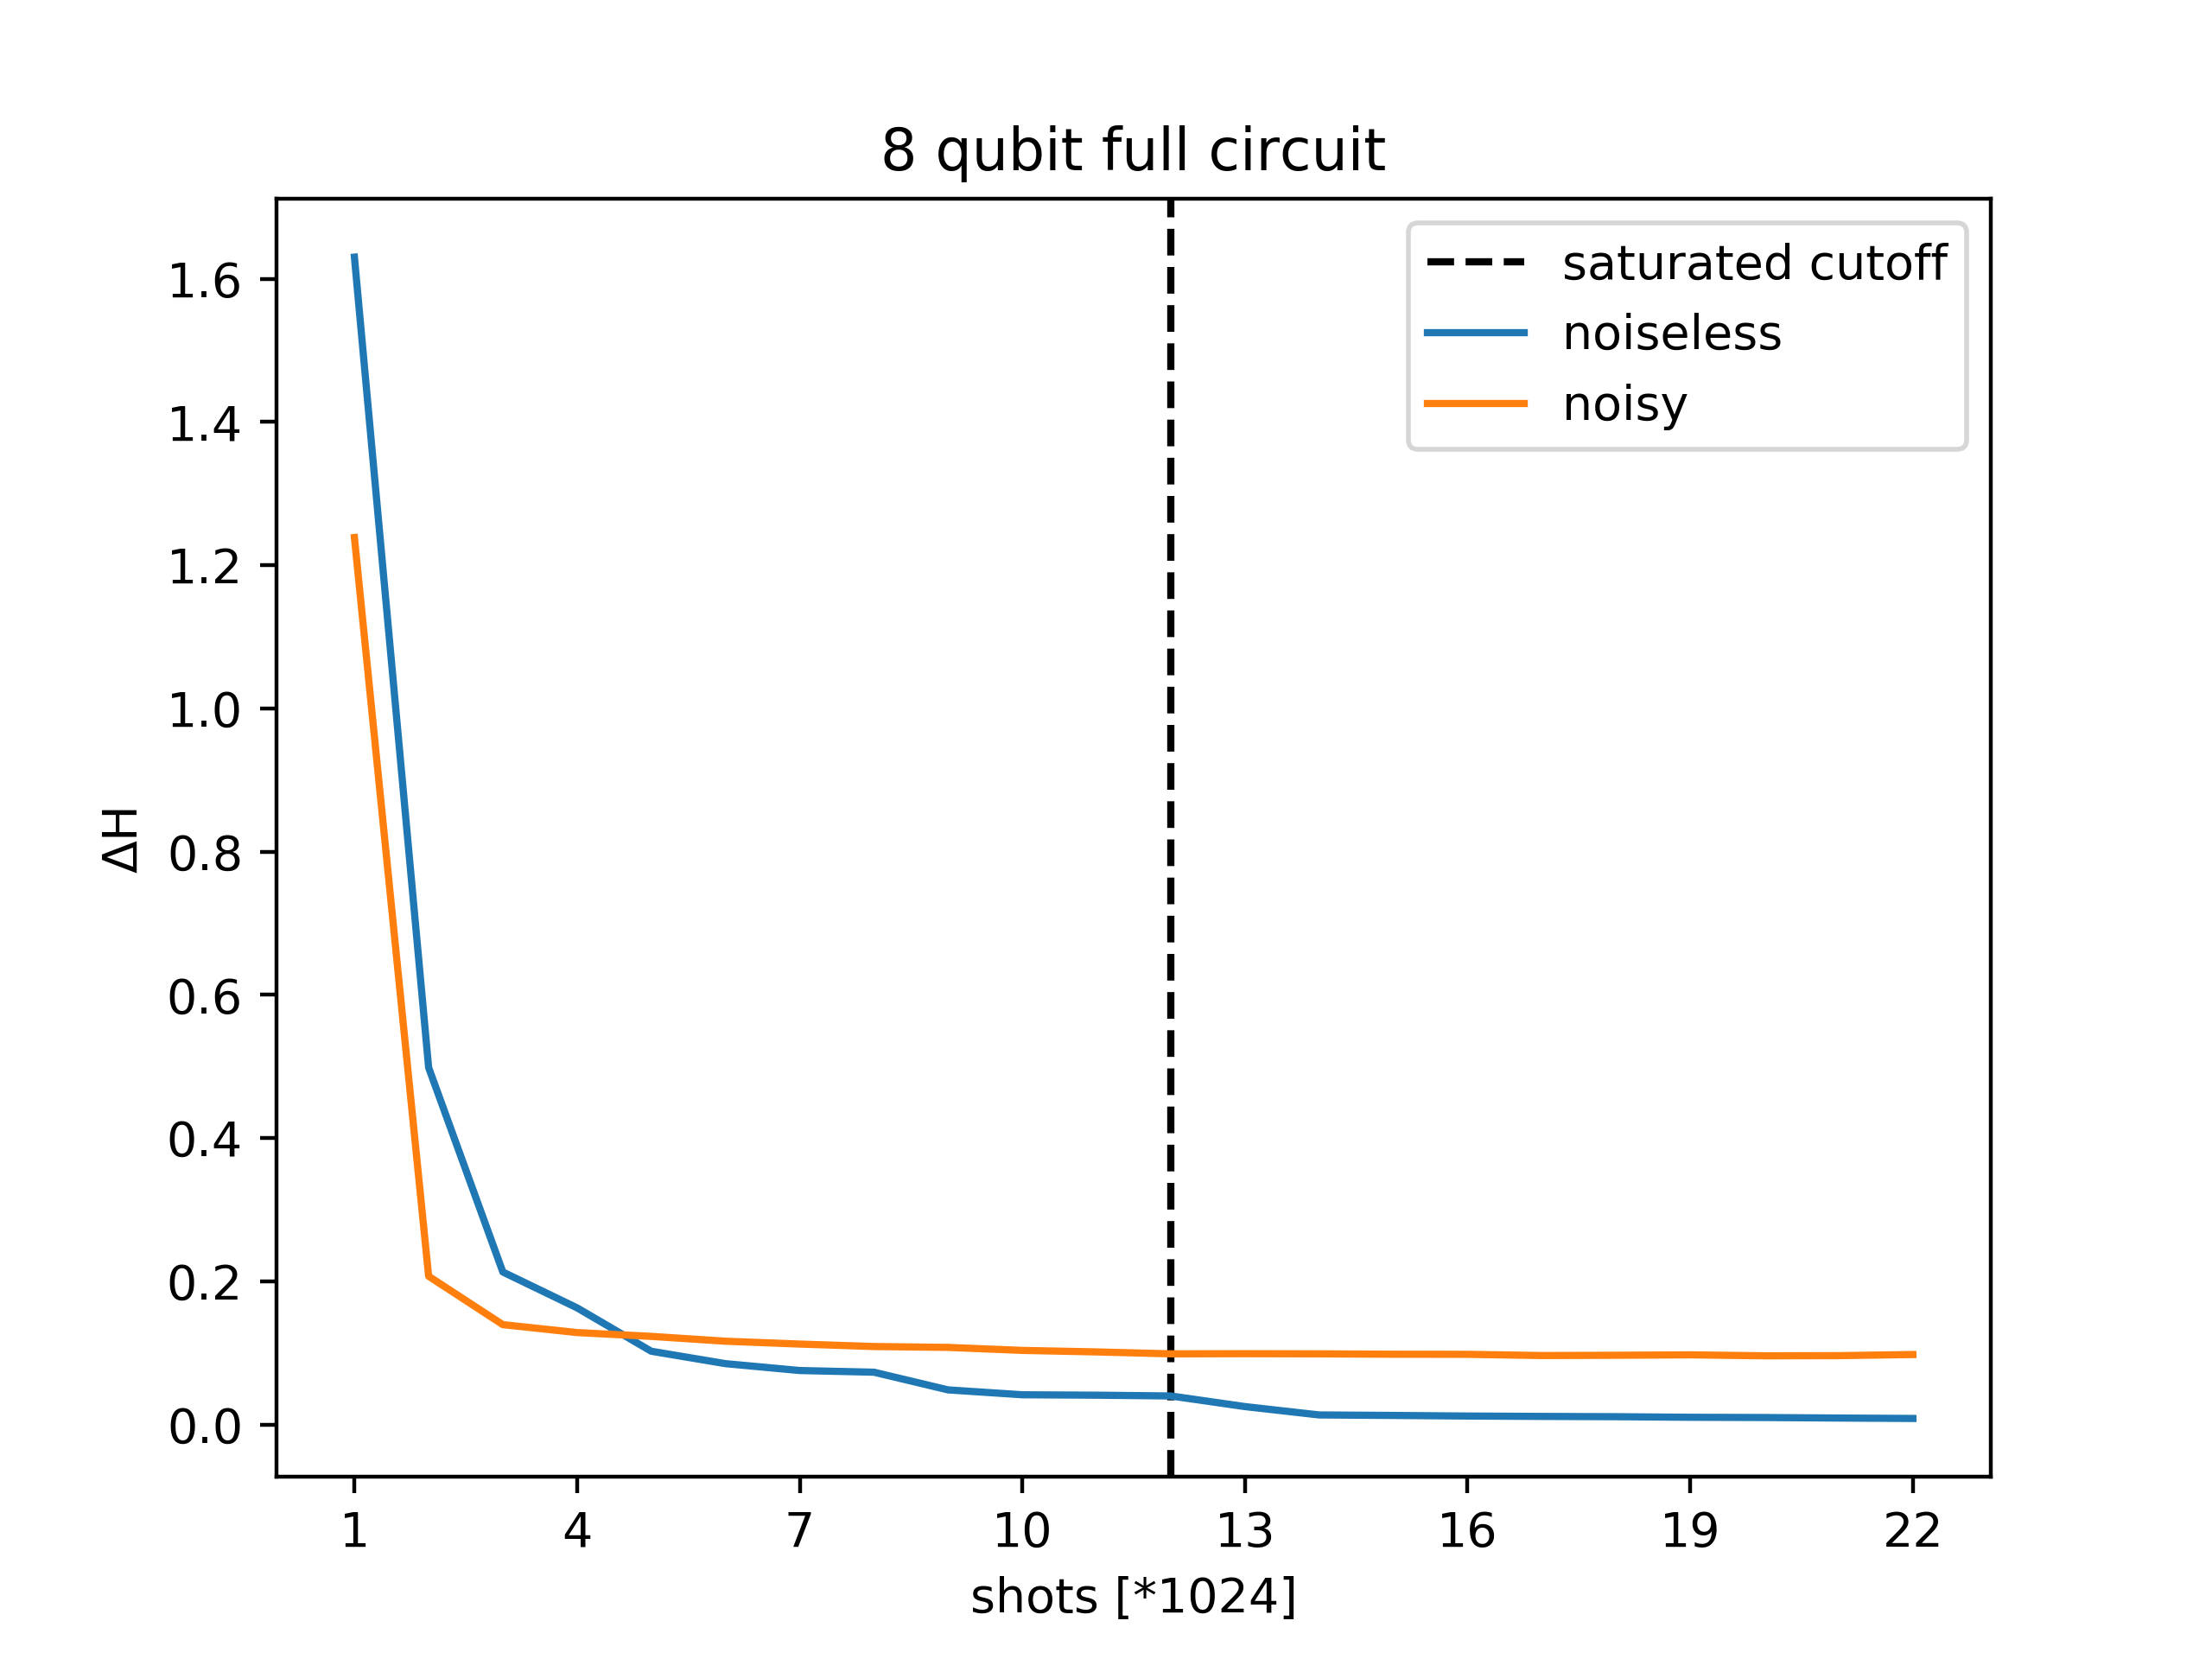 8 qubit full circuit
saturated cutoff
noiseless
noisy
1.6
1.4
1.2
1.0
0.8
0.6
0.4
0.2
0.0
ΔH
1 4 7 10 13 16 19 22
shots [*1024]